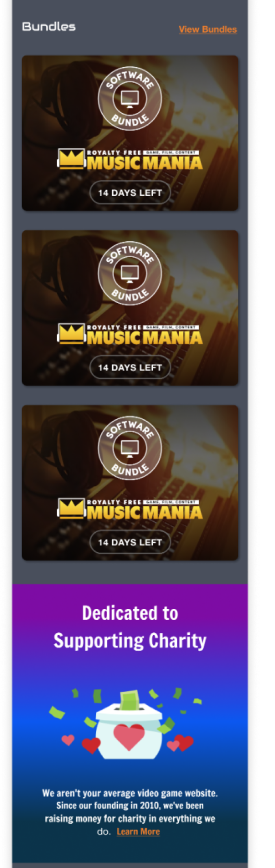 Bundles
View Bundles
SOFTWARE
BUNDLE
ROYALTY FREE GAME, FILM, CONTENT
MUSIC MANIA
14 DAYS LEFT
SOFTWARE
BUNDLE
ROYALTY FREE GAME, FILM, CONTENT
MUSIC MANIA
14 DAYS LEFT
SOFTWARE
BUNDLE
ROYALTY FREE GAME, FILM, CONTENT
MUSIC MANIA
14 DAYS LEFT
Dedicated to
Supporting Charity
We aren't your average video game website.
Since our founding in 2010, we've been
raising money for charity in everything we
do. Learn More